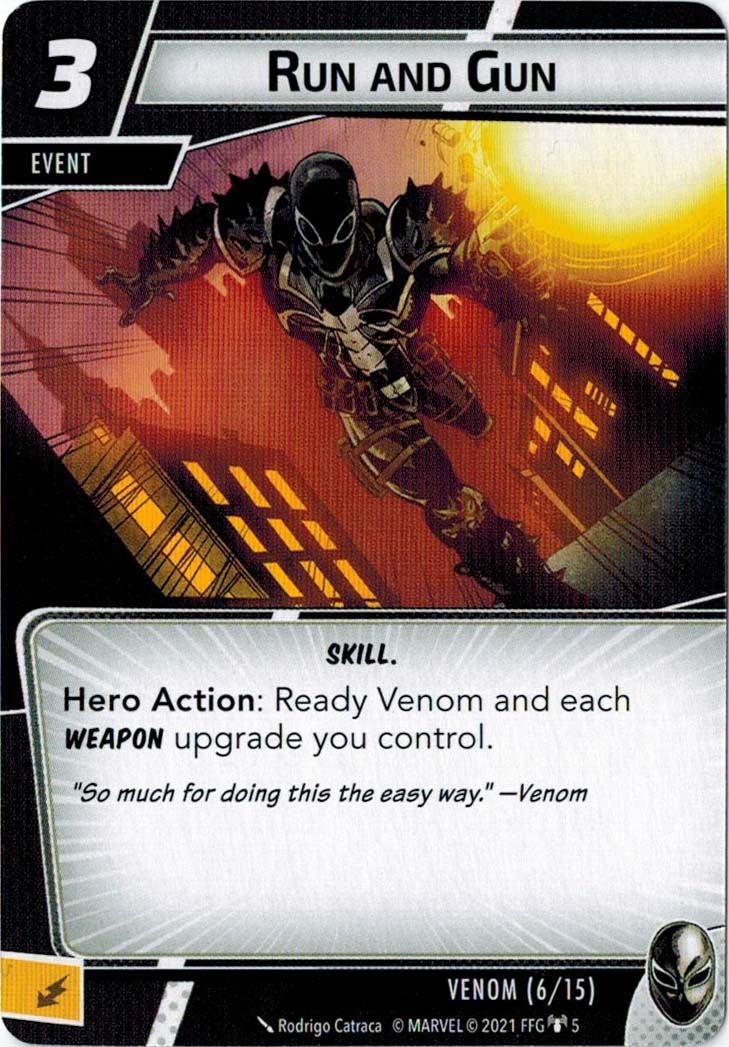 3
RUN AND GUN
EVENT
SKILL.
Hero Action: Ready Venom and each
WEAPON upgrade you control.
"So much for doing this the easy way." —Venom
VENOM (6/15)
Rodrigo Catraca © MARVEL © 2021 FFG 5